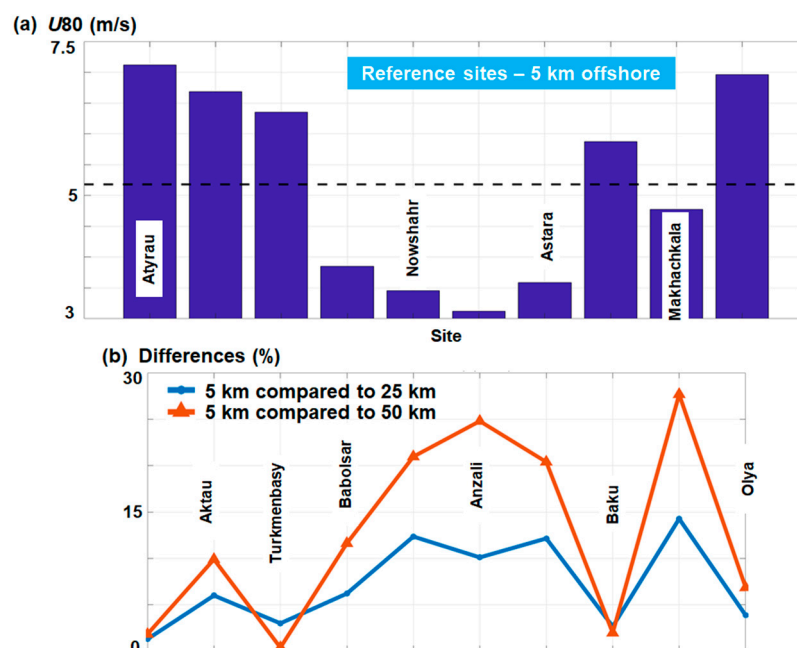 (a) U80 (m/s)
7.5
Reference sites – 5 km offshore
5
Atyrau
Nowshahr
Astara
Makhachkala
3
Site
(b) Differences (%)
30
5 km compared to 25 km
5 km compared to 50 km
Aktau
Turkmenbasy
Babolsar
Anzali
Baku
Olya
15
0